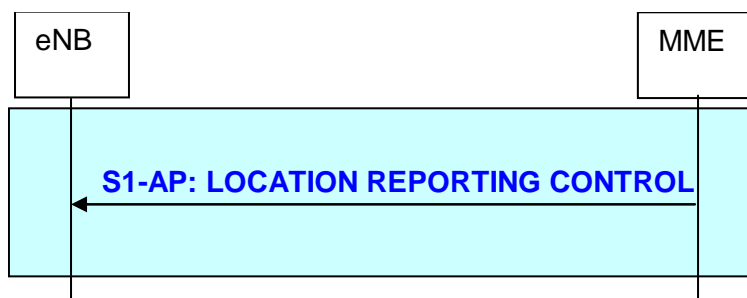 eNB
MME
S1-AP: LOCATION REPORTING CONTROL